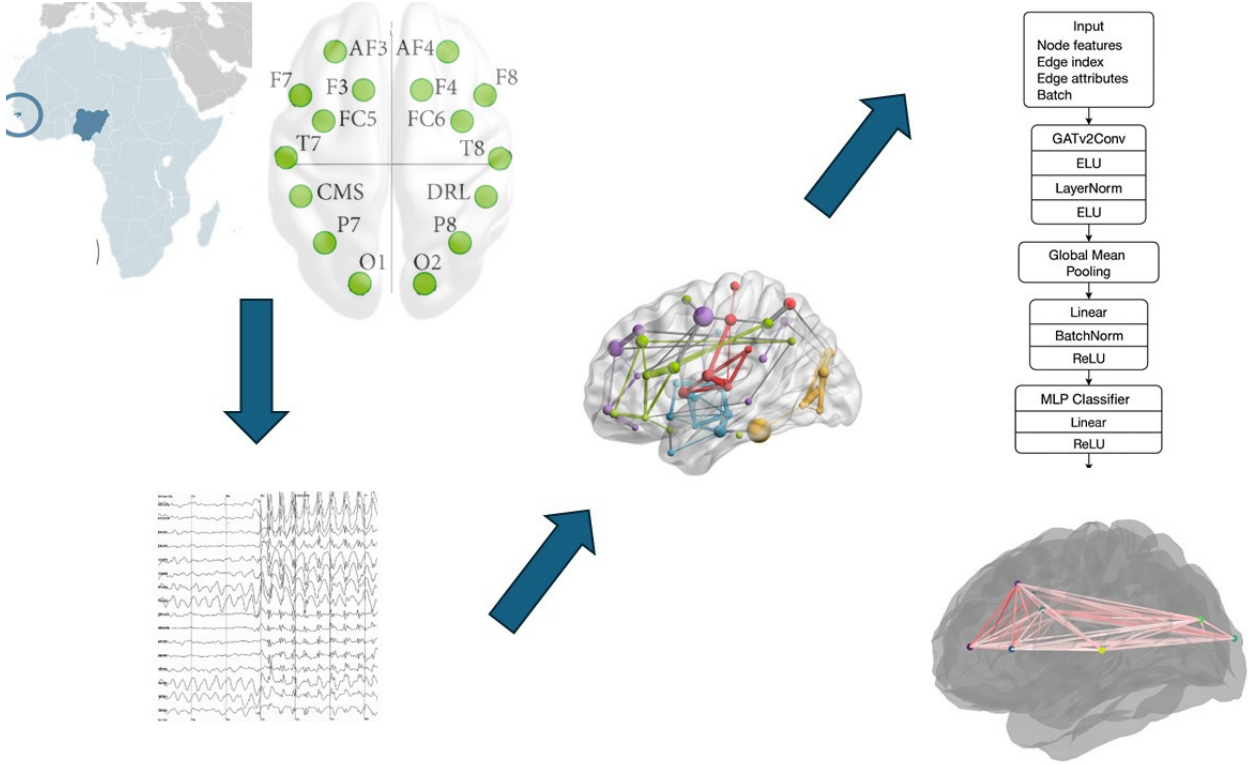 AF3 AF4
F7 F3 F4 F8
FC5 FC6
T7 T8
CMS DRL
P7 P8
O1 O2
Input
Node features
Edge index
Edge attributes
Batch
GATv2Conv
ELU
LayerNorm
ELU
Global Mean
Pooling
Linear
BatchNorm
ReLU
MLP Classifier
Linear
ReLU